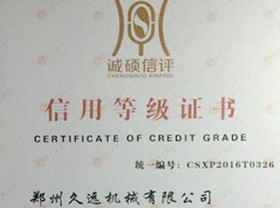 诚硕信评
CHENGSHUO XINPING
信用等级证书
CERTIFICATE OF CREDIT GRADE
统一编号：CSXP2016T0326
郑州久远机械有限公司